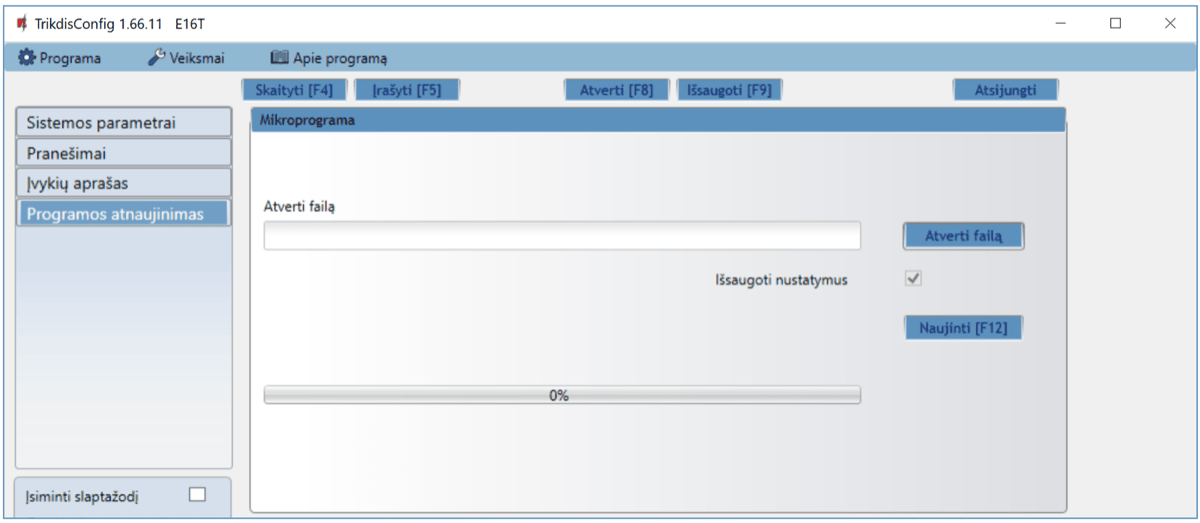 TrikdisConfig 1.66.11 E16T
Programa Veiksmai Apie programą
Skaityti [F4] Įrašyti [F5] Atverti [F8] Išsaugoti [F9] Atsijungti
Sistemos parametrai
Pranešimai
Įvykių aprašas
Programos atnaujinimas
Įsiminti slaptažodį
Mikroprograma
Atverti failą
Atverti failą
Išsaugoti nustatymus
Naujinti [F12]
0%